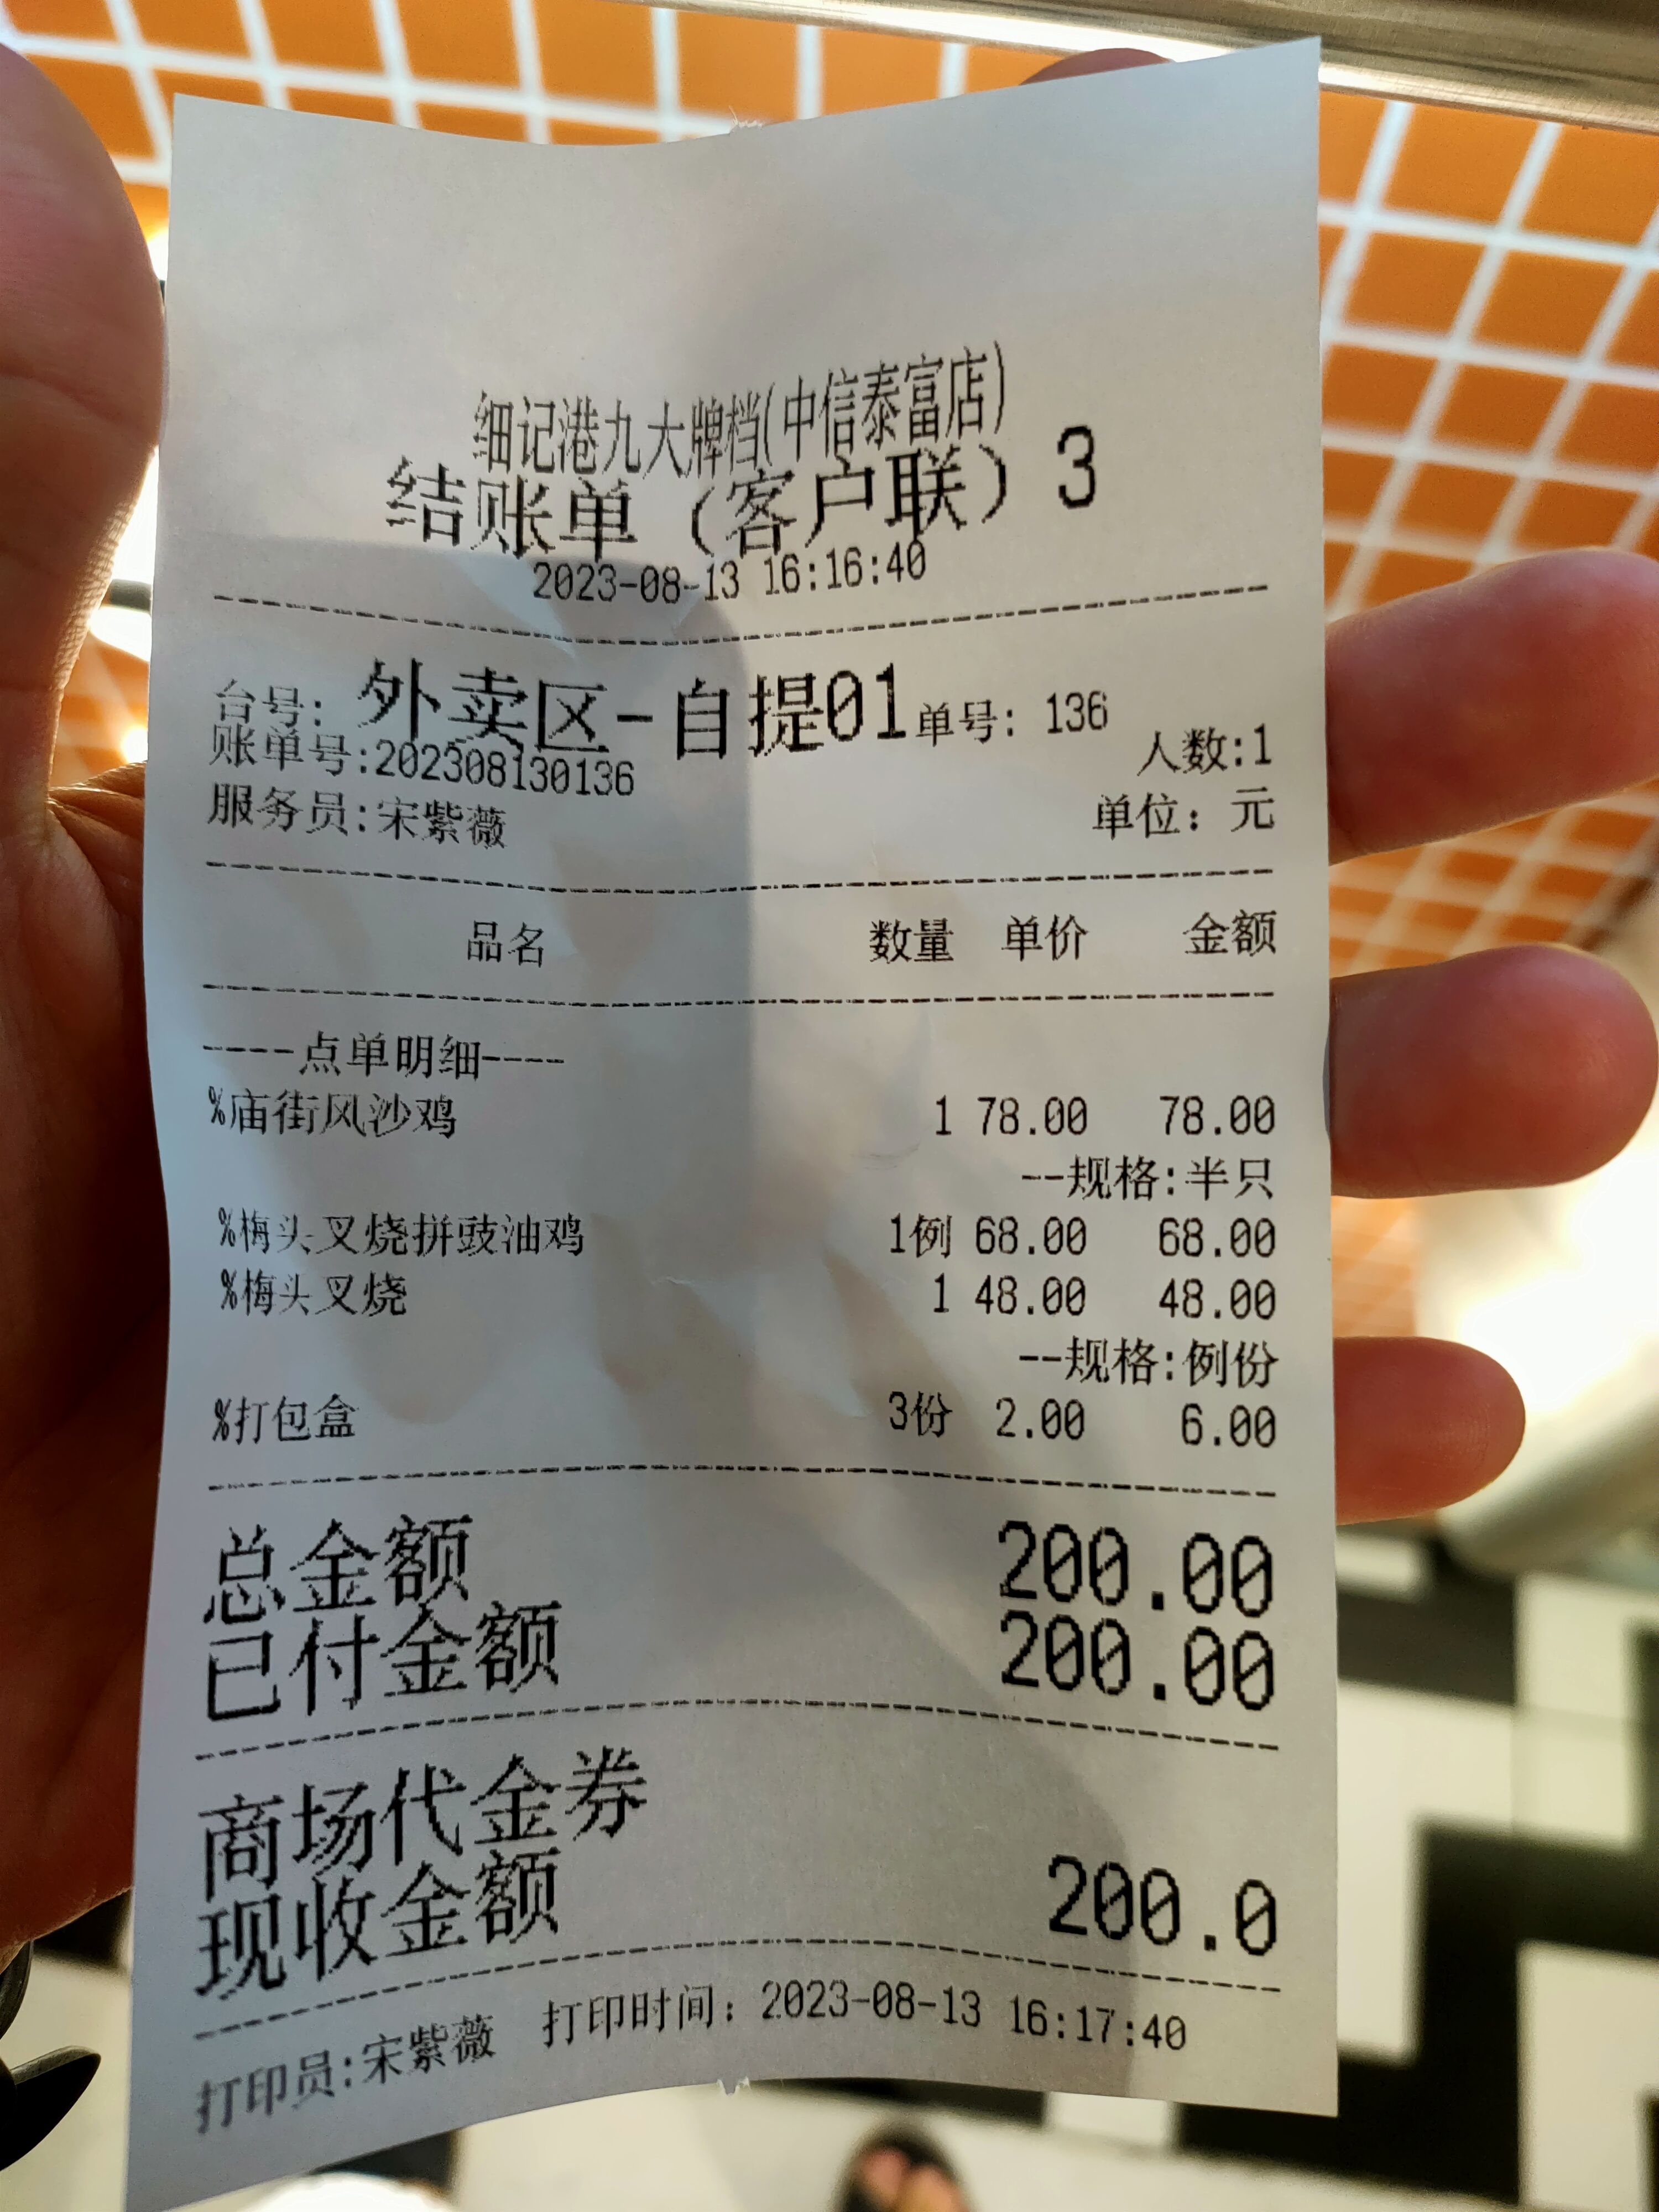 细记港九大牌档(中信泰富店)
结账单（客户联）3
2023-08-13 16:16:40
台号: 外卖区-自提01 单号: 136
账单号:202308130136 人数:1
服务员:宋紫薇 单位: 元
品名 数量 单价 金额
----点单明细----
%庙街风沙鸡 1 78.00 78.00
--规格:半只
%梅头叉烧拼豉油鸡 1例 68.00 68.00
%梅头叉烧 1 48.00 48.00
--规格:例份
%打包盒 3份 2.00 6.00
总金额 200.00
已付金额 200.00
商场代金券
现收金额 200.0
打印员:宋紫薇 打印时间: 2023-08-13 16:17:40